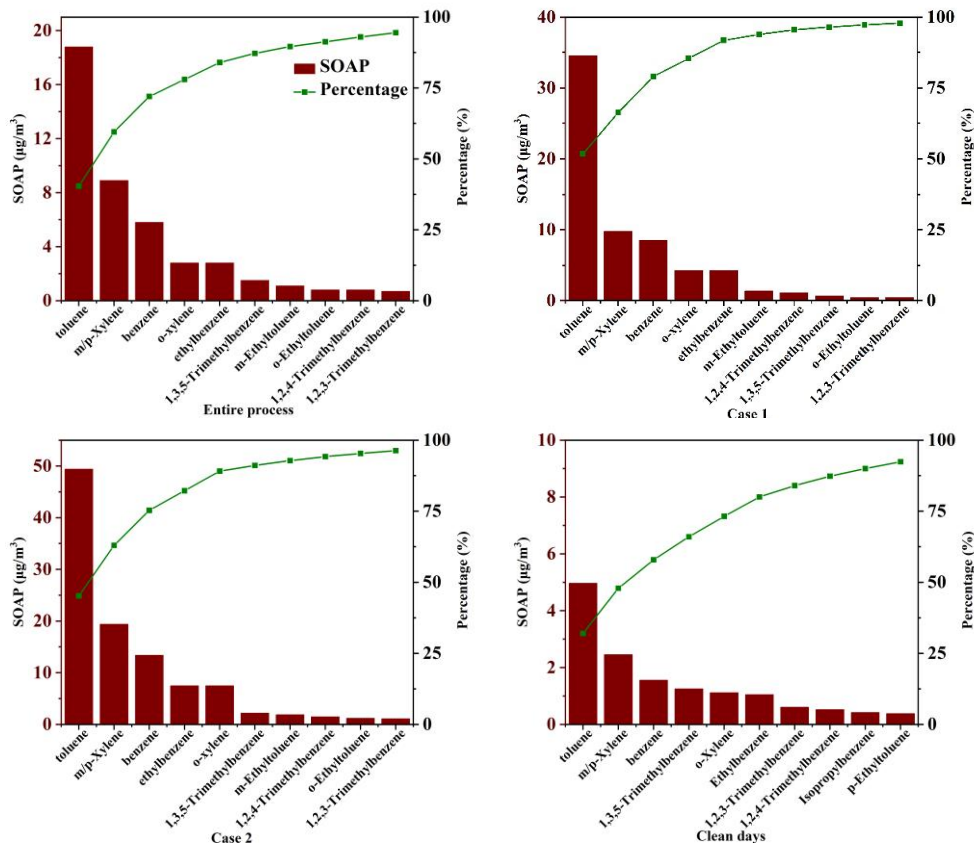 100
20
16
12
8
4
0
SOAP (µg/m³)
SOAP
Percentage
100
75
50
25
0
Percentage (%)
toluene
m/p-Xylene
benzene
o-xylene
ethylbenzene
1,3,5-Trimethylbenzene
m-Ethyltoluene
o-Ethyltoluene
1,2,4-Trimethylbenzene
1,2,3-Trimethylbenzene
Entire process
40
30
20
10
0
SOAP (µg/m³)
100
75
50
25
0
Percentage (%)
toluene
m/p-Xylene
benzene
o-xylene
ethylbenzene
m-Ethyltoluene
1,2,4-Trimethylbenzene
1,3,5-Trimethylbenzene
o-Ethyltoluene
1,2,3-Trimethylbenzene
Case 1
50
40
30
20
10
0
SOAP (µg/m³)
100
75
50
25
0
Percentage (%)
toluene
m/p-Xylene
benzene
ethylbenzene
o-xylene
1,3,5-Trimethylbenzene
m-Ethyltoluene
1,2,4-Trimethylbenzene
o-Ethyltoluene
1,2,3-Trimethylbenzene
Case 2
10
8
6
4
2
0
SOAP (µg/m³)
100
75
50
25
0
Percentage (%)
toluene
m/p-Xylene
benzene
1,3,5-Trimethylbenzene
o-Xylene
Ethylbenzene
1,2,3-Trimethylbenzene
1,2,4-Trimethylbenzene
Isopropylbenzene
p-Ethyltoluene
Clean days